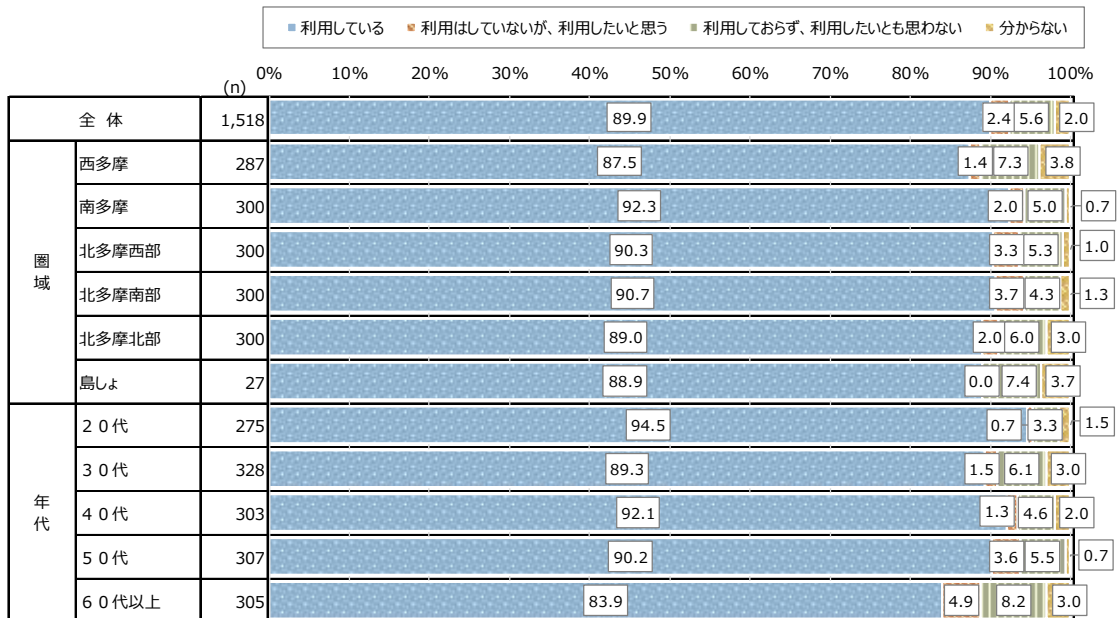 利用している 利用はしていないが、利用したいと思う 利用しておらず、利用したいとも思わない 分からない
0% 10% 20% 30% 40% 50% 60% 70% 80% 90% 100%
(n)
全 体 1,518 89.9 2.4 5.6 2.0
圏域
西多摩 287 87.5 1.4 7.3 3.8
南多摩 300 92.3 2.0 5.0 0.7
北多摩西部 300 90.3 3.3 5.3 1.0
北多摩南部 300 90.7 3.7 4.3 1.3
北多摩北部 300 89.0 2.0 6.0 3.0
島しょ 27 88.9 0.0 7.4 3.7
年代
20代 275 94.5 0.7 3.3 1.5
30代 328 89.3 1.5 6.1 3.0
40代 303 92.1 1.3 4.6 2.0
50代 307 90.2 3.6 5.5 0.7
60代以上 305 83.9 4.9 8.2 3.0